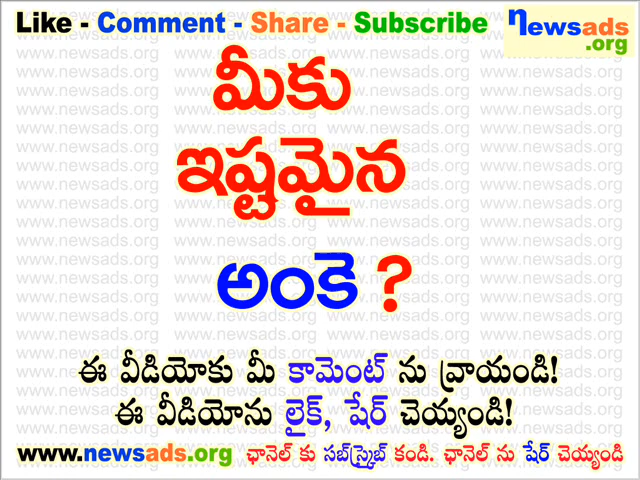 Like - Comment - Share - Subscribe
newsads
.org
మీకు
ఇష్టమైన
అంకె ?
ఈ వీడియోకు మీ కామెంట్ ను వ్రాయండి!
ఈ వీడియోను లైక్, షేర్ చెయ్యండి!
www.newsads.org ఛానెల్ కు సబ్‌స్క్రైబ్ కండి. ఛానెల్ ను షేర్ చెయ్యండి